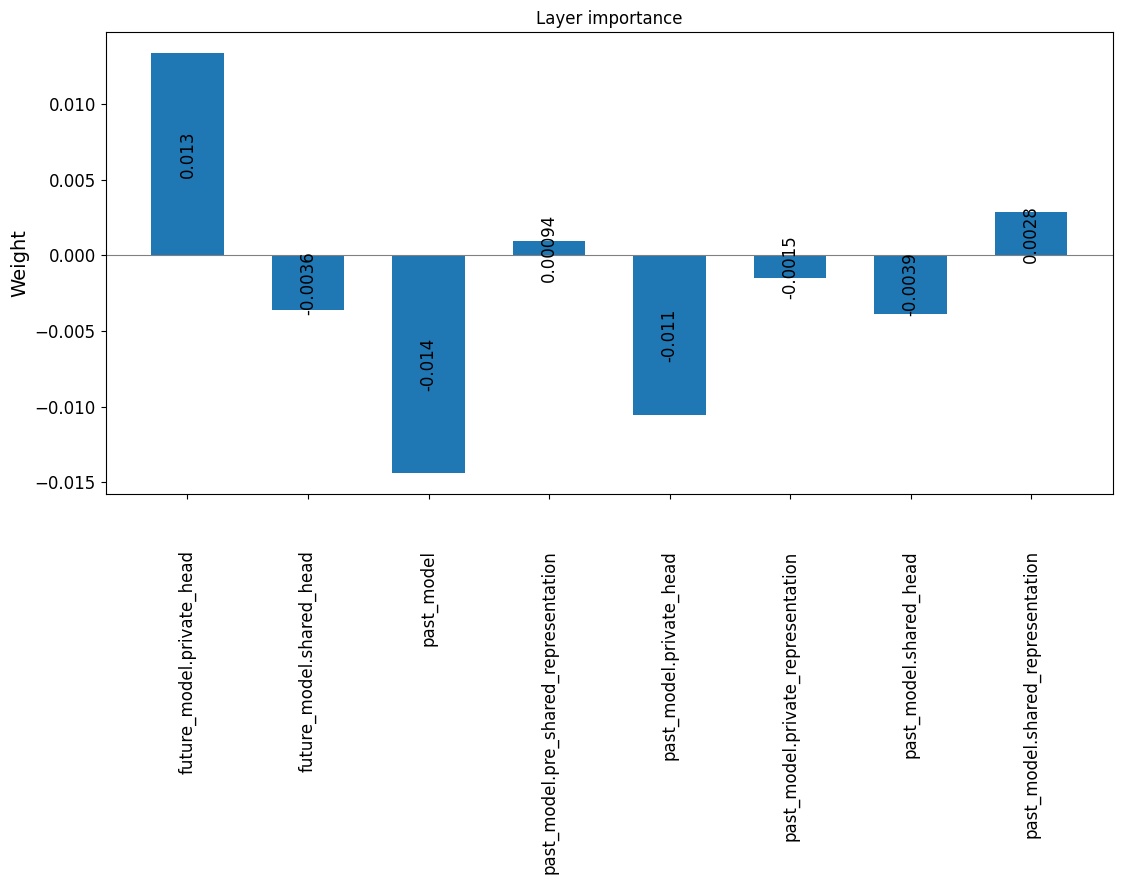 Layer importance
Weight
0.010
0.005
0.000
−0.005
−0.010
−0.015
0.013
-0.0036
-0.014
0.00094
-0.011
-0.0015
-0.0039
0.0028
future_model.private_head
future_model.shared_head
past_model
past_model.pre_shared_representation
past_model.private_head
past_model.private_representation
past_model.shared_head
past_model.shared_representation